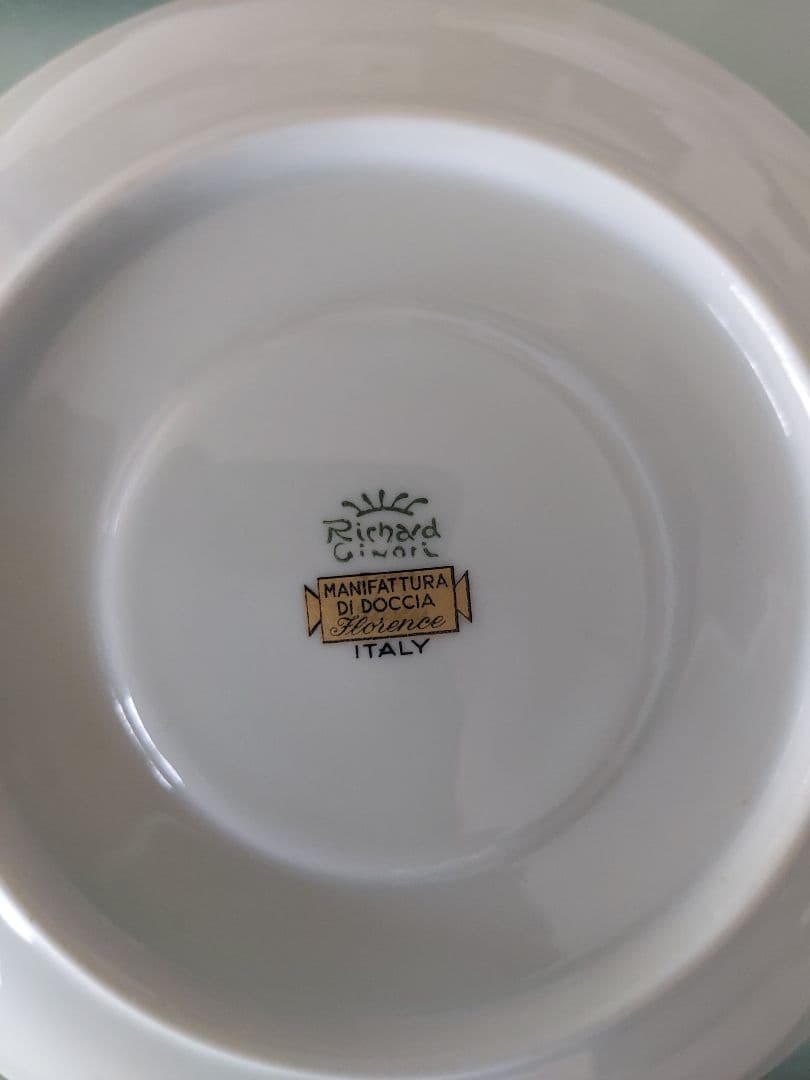 Richard
Ginori
MANIFATTURA
DI DOCCIA
Florence
ITALY